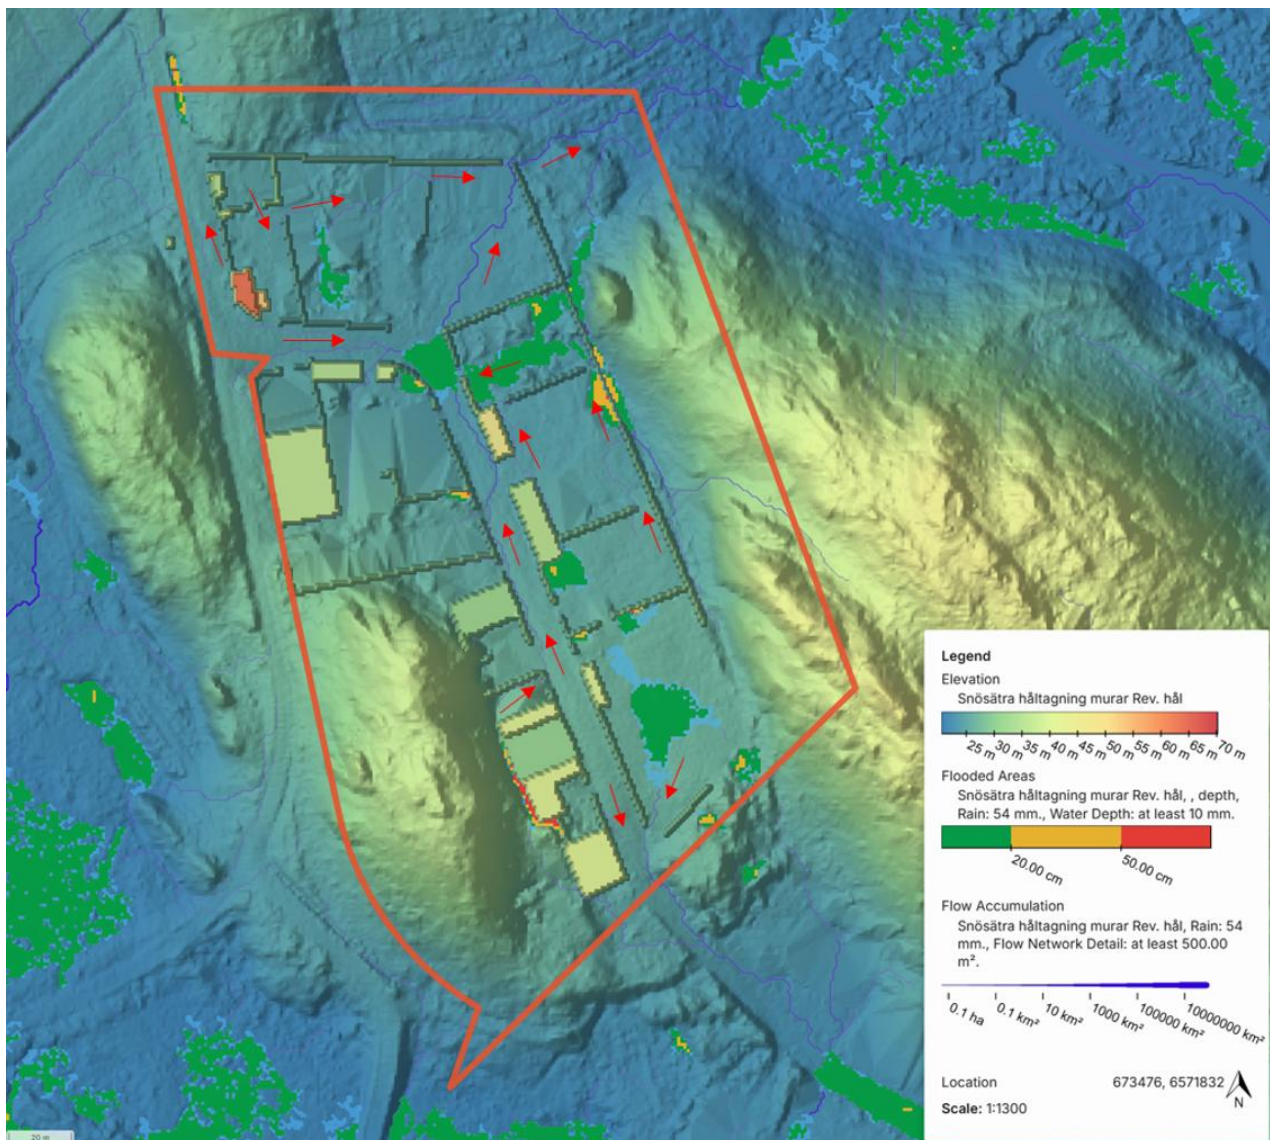 Legend
Elevation
Snösätra håltagning murar Rev. hål
25 m 30 m 35 m 40 m 45 m 50 m 55 m 60 m 65 m 70 m
Flooded Areas
Snösätra håltagning murar Rev. hål, , depth,
Rain: 54 mm., Water Depth: at least 10 mm.
20.00 cm 50.00 cm
Flow Accumulation
Snösätra håltagning murar Rev. hål, Rain: 54
mm., Flow Network Detail: at least 500.00
m².
0.1 ha 0.1 km² 10 km² 1000 km² 100000 km² 10000000 km²
Location 673476, 6571832
Scale: 1:1300
N
20 m